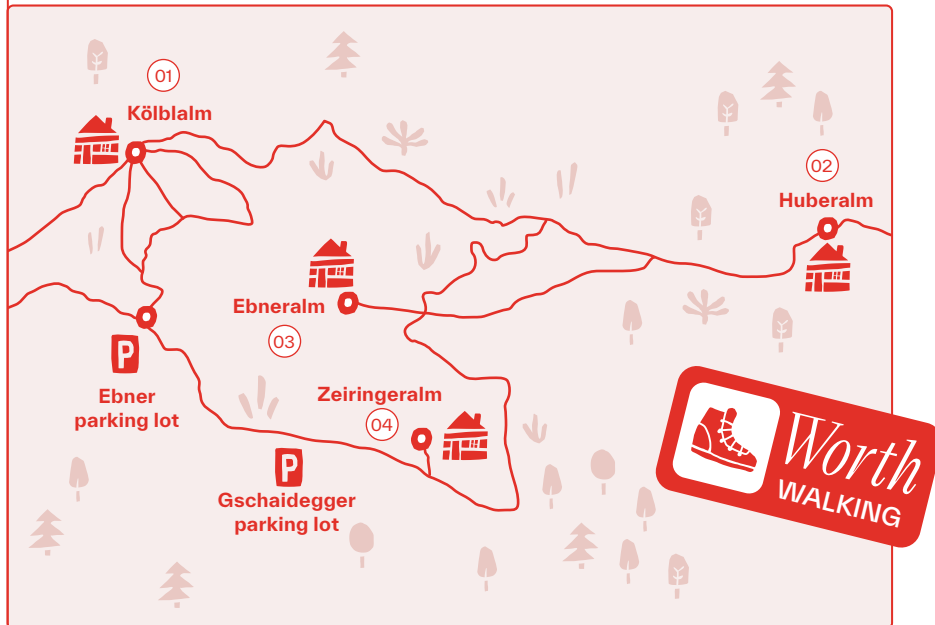 01
Kölblalm
02
Huberalm
Ebneralm
03
P
Ebner
parking lot
Zeiringeralm
04
P
Gschaidegger
parking lot
Worth
WALKING